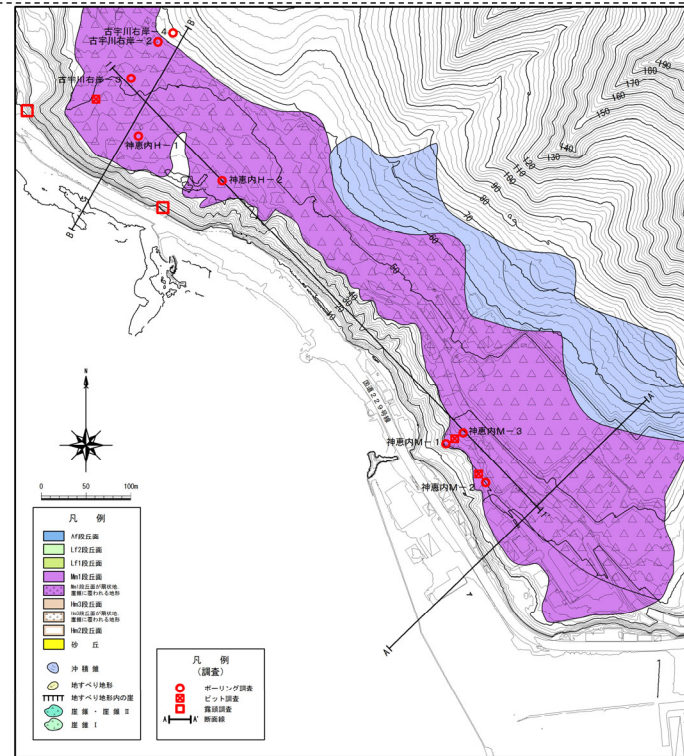 古宇川右岸－4
B'
古宇川右岸－2
古宇川右岸－3
神恵内H－1
神恵内H－2
B
190
180
170
160
150
140
130
120
110
100
90
80
70
60
50
40
30
国道229号線
A'
神恵内M－3
神恵内M－1
神恵内M－2
A
N
0 50 100m
凡 例
Af段丘面
Lf2段丘面
Lf1段丘面
Mm1段丘面
Mm1段丘面が扇状地、
崖錐に覆われる地形
Hm3段丘面
Hm3段丘面が扇状地、
崖錐に覆われる地形
Hm2段丘面
砂 丘
沖 積 錐
地すべり地形
地すべり地形内の崖
崖 錐 ・ 崖 錐 Ⅱ
崖 錐 Ⅰ
凡 例
(調査)
ボーリング調査
ピット調査
露頭調査
A A' 断面線